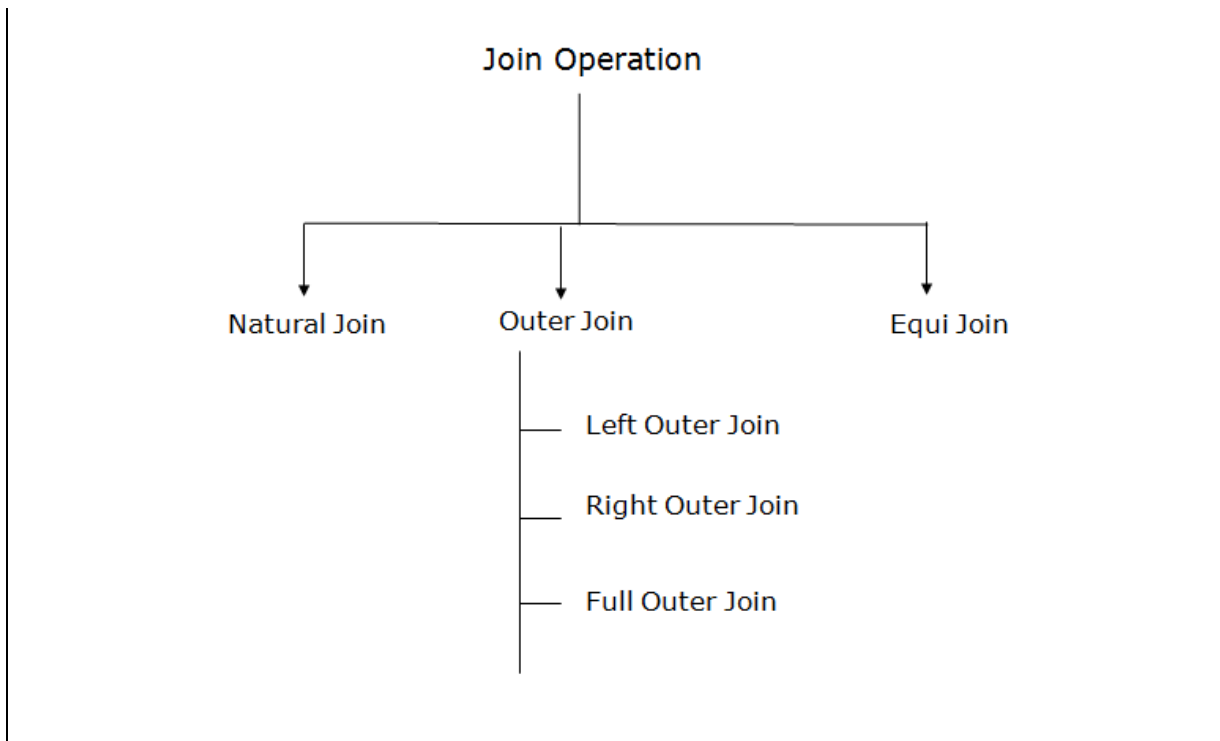 Join Operation
Natural Join
Outer Join
Equi Join
Left Outer Join
Right Outer Join
Full Outer Join